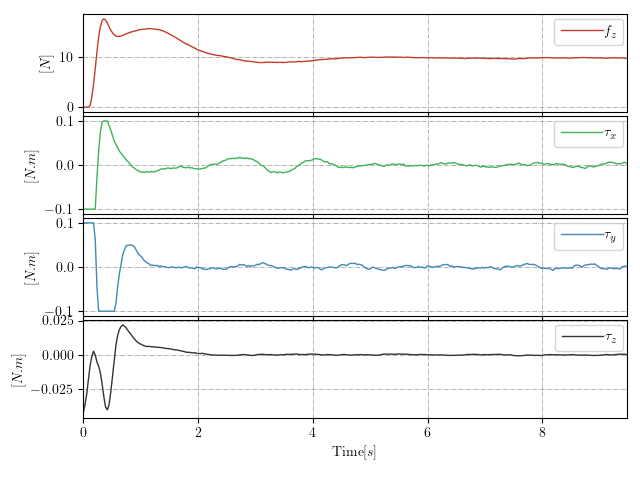 [N]
10
0
f_z
[N.m]
0.1
0.0
−0.1
τ_x
[N.m]
0.1
0.0
−0.1
τ_y
[N.m]
0.025
0.000
−0.025
τ_z
0 2 4 6 8
Time[s]